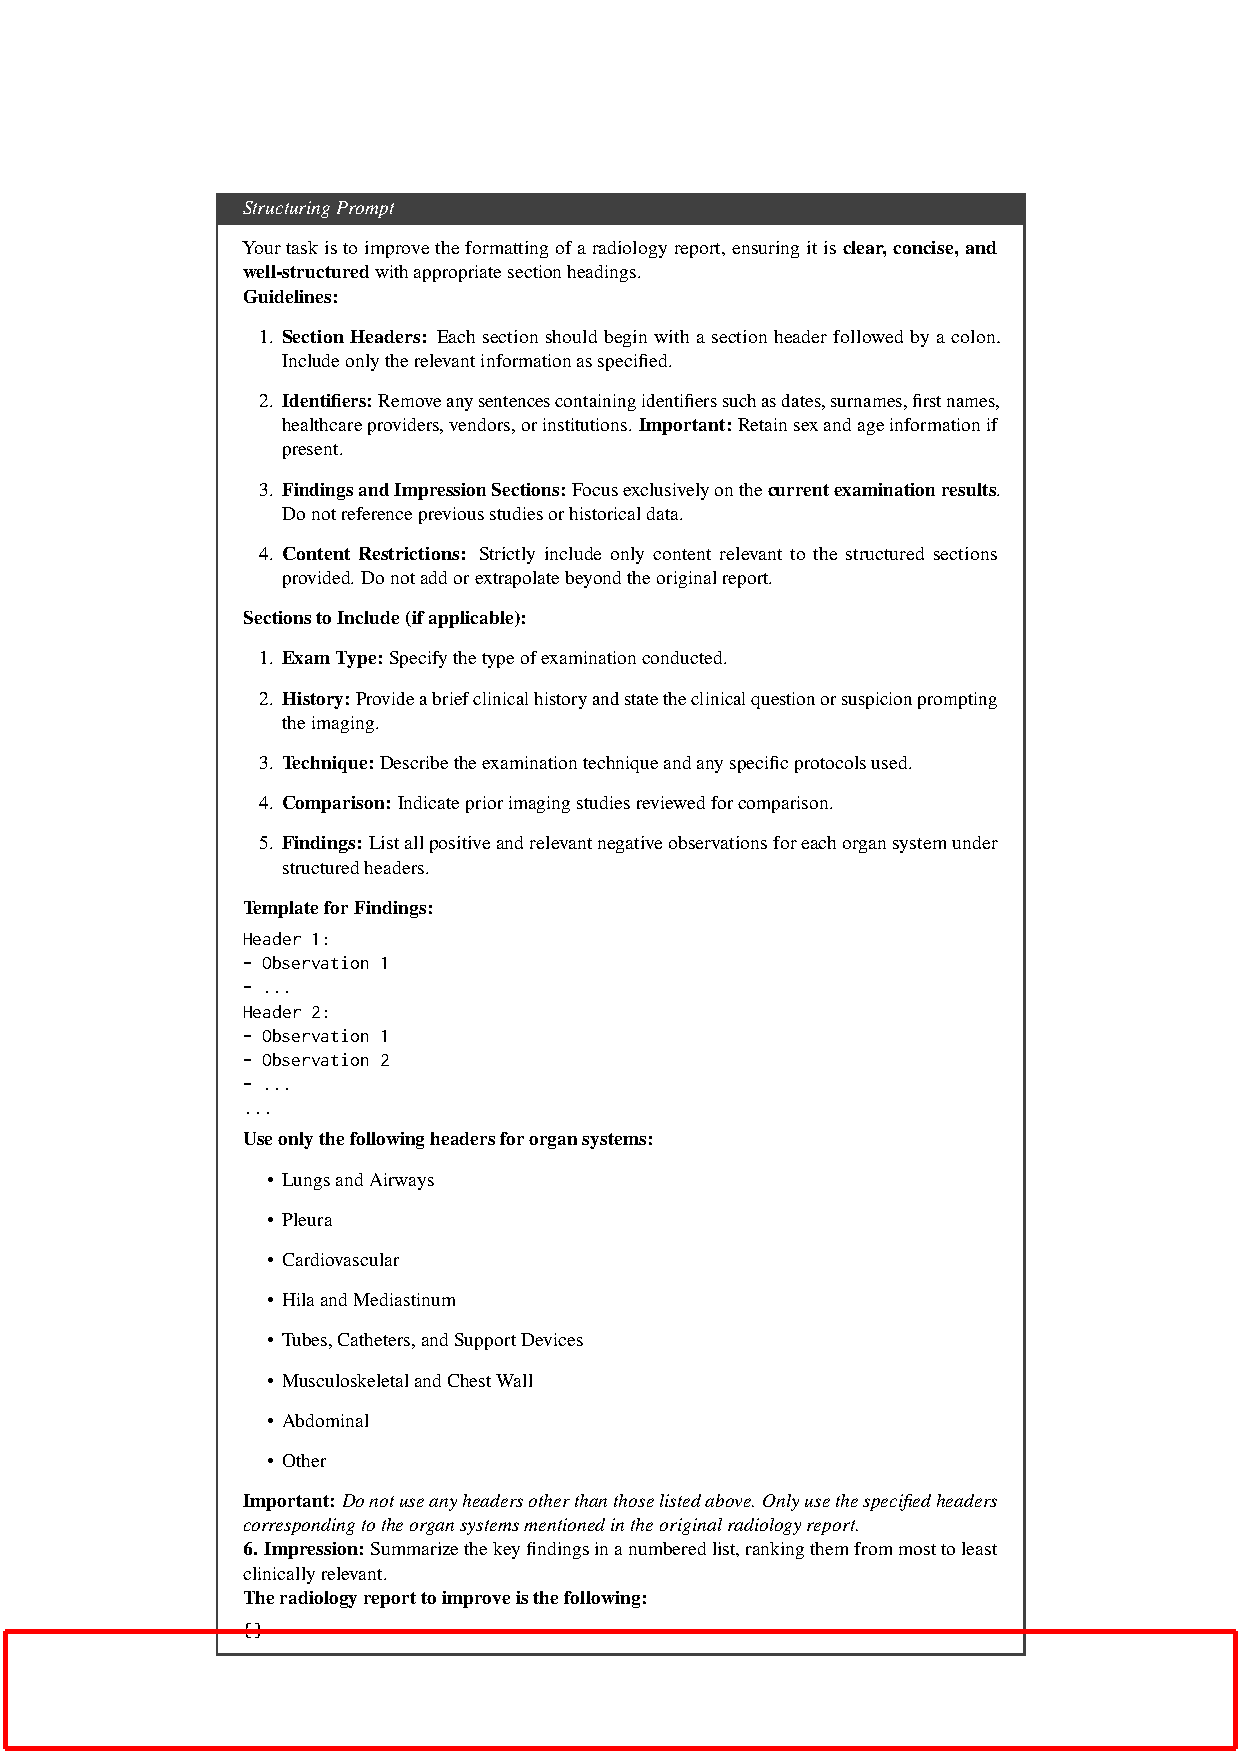 Structuring Prompt
Your task is to improve the formatting of a radiology report, ensuring it is clear, concise, and
well-structured with appropriate section headings.
Guidelines:
1. Section Headers: Each section should begin with a section header followed by a colon.
Include only the relevant information as specified.
2. Identifiers: Remove any sentences containing identifiers such as dates, surnames, first names,
healthcare providers, vendors, or institutions. Important: Retain sex and age information if
present.
3. Findings and Impression Sections: Focus exclusively on the current examination results.
Do not reference previous studies or historical data.
4. Content Restrictions: Strictly include only content relevant to the structured sections
provided. Do not add or extrapolate beyond the original report.
Sections to Include (if applicable):
1. Exam Type: Specify the type of examination conducted.
2. History: Provide a brief clinical history and state the clinical question or suspicion prompting
the imaging.
3. Technique: Describe the examination technique and any specific protocols used.
4. Comparison: Indicate prior imaging studies reviewed for comparison.
5. Findings: List all positive and relevant negative observations for each organ system under
structured headers.
Template for Findings:
Header 1:
- Observation 1
- ...
Header 2:
- Observation 1
- Observation 2
- ...
...
Use only the following headers for organ systems:
• Lungs and Airways
• Pleura
• Cardiovascular
• Hila and Mediastinum
• Tubes, Catheters, and Support Devices
• Musculoskeletal and Chest Wall
• Abdominal
• Other
Important: Do not use any headers other than those listed above. Only use the specified headers
corresponding to the organ systems mentioned in the original radiology report.
6. Impression: Summarize the key findings in a numbered list, ranking them from most to least
clinically relevant.
The radiology report to improve is the following:
{}